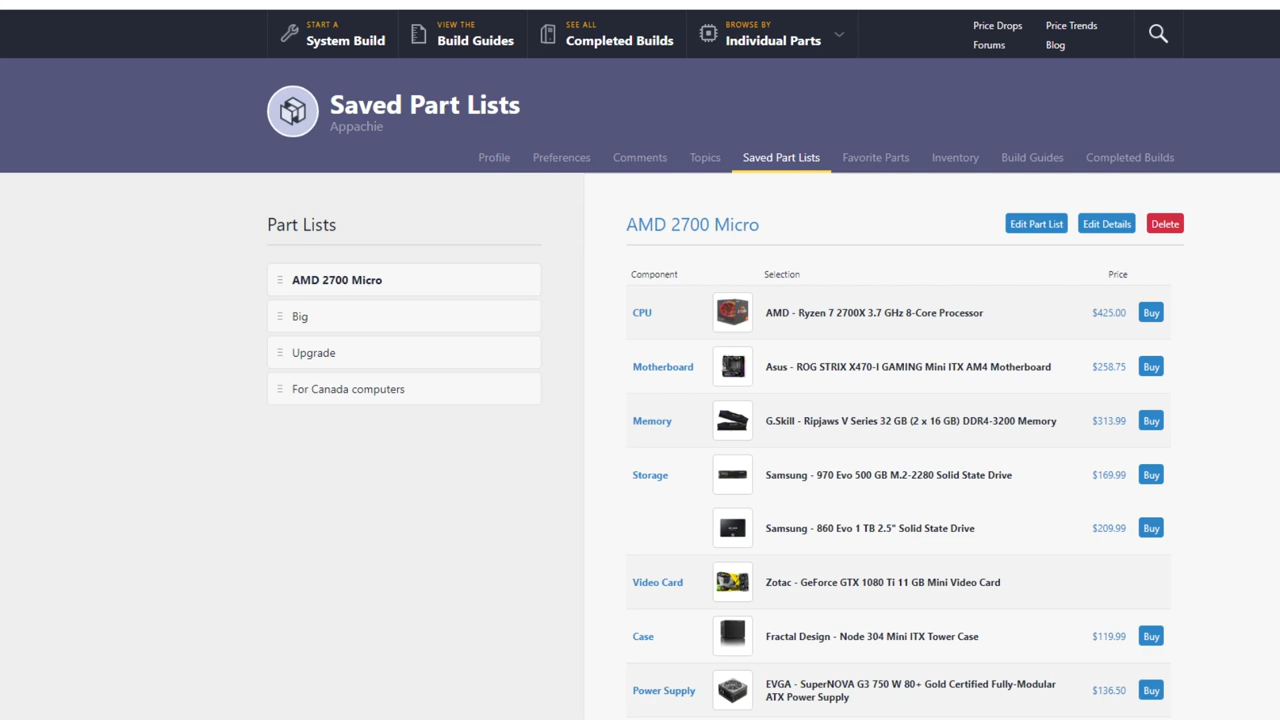 START A
System Build
VIEW THE
Build Guides
SEE ALL
Completed Builds
BROWSE BY
Individual Parts
Price Drops
Price Trends
Forums
Blog
Saved Part Lists
Appachie
Profile
Preferences
Comments
Topics
Saved Part Lists
Favorite Parts
Inventory
Build Guides
Completed Builds
Part Lists
AMD 2700 Micro
Big
Upgrade
For Canada computers
AMD 2700 Micro
Edit Part List
Edit Details
Delete
Component Selection Price
CPU AMD - Ryzen 7 2700X 3.7 GHz 8-Core Processor $425.00 Buy
Motherboard Asus - ROG STRIX X470-I GAMING Mini ITX AM4 Motherboard $258.75 Buy
Memory G.Skill - Ripjaws V Series 32 GB (2 x 16 GB) DDR4-3200 Memory $313.99 Buy
Storage Samsung - 970 Evo 500 GB M.2-2280 Solid State Drive $169.99 Buy
Samsung - 860 Evo 1 TB 2.5" Solid State Drive $209.99 Buy
Video Card Zotac - GeForce GTX 1080 Ti 11 GB Mini Video Card
Case Fractal Design - Node 304 Mini ITX Tower Case $119.99 Buy
Power Supply EVGA - SuperNOVA G3 750 W 80+ Gold Certified Fully-Modular
ATX Power Supply $136.50 Buy